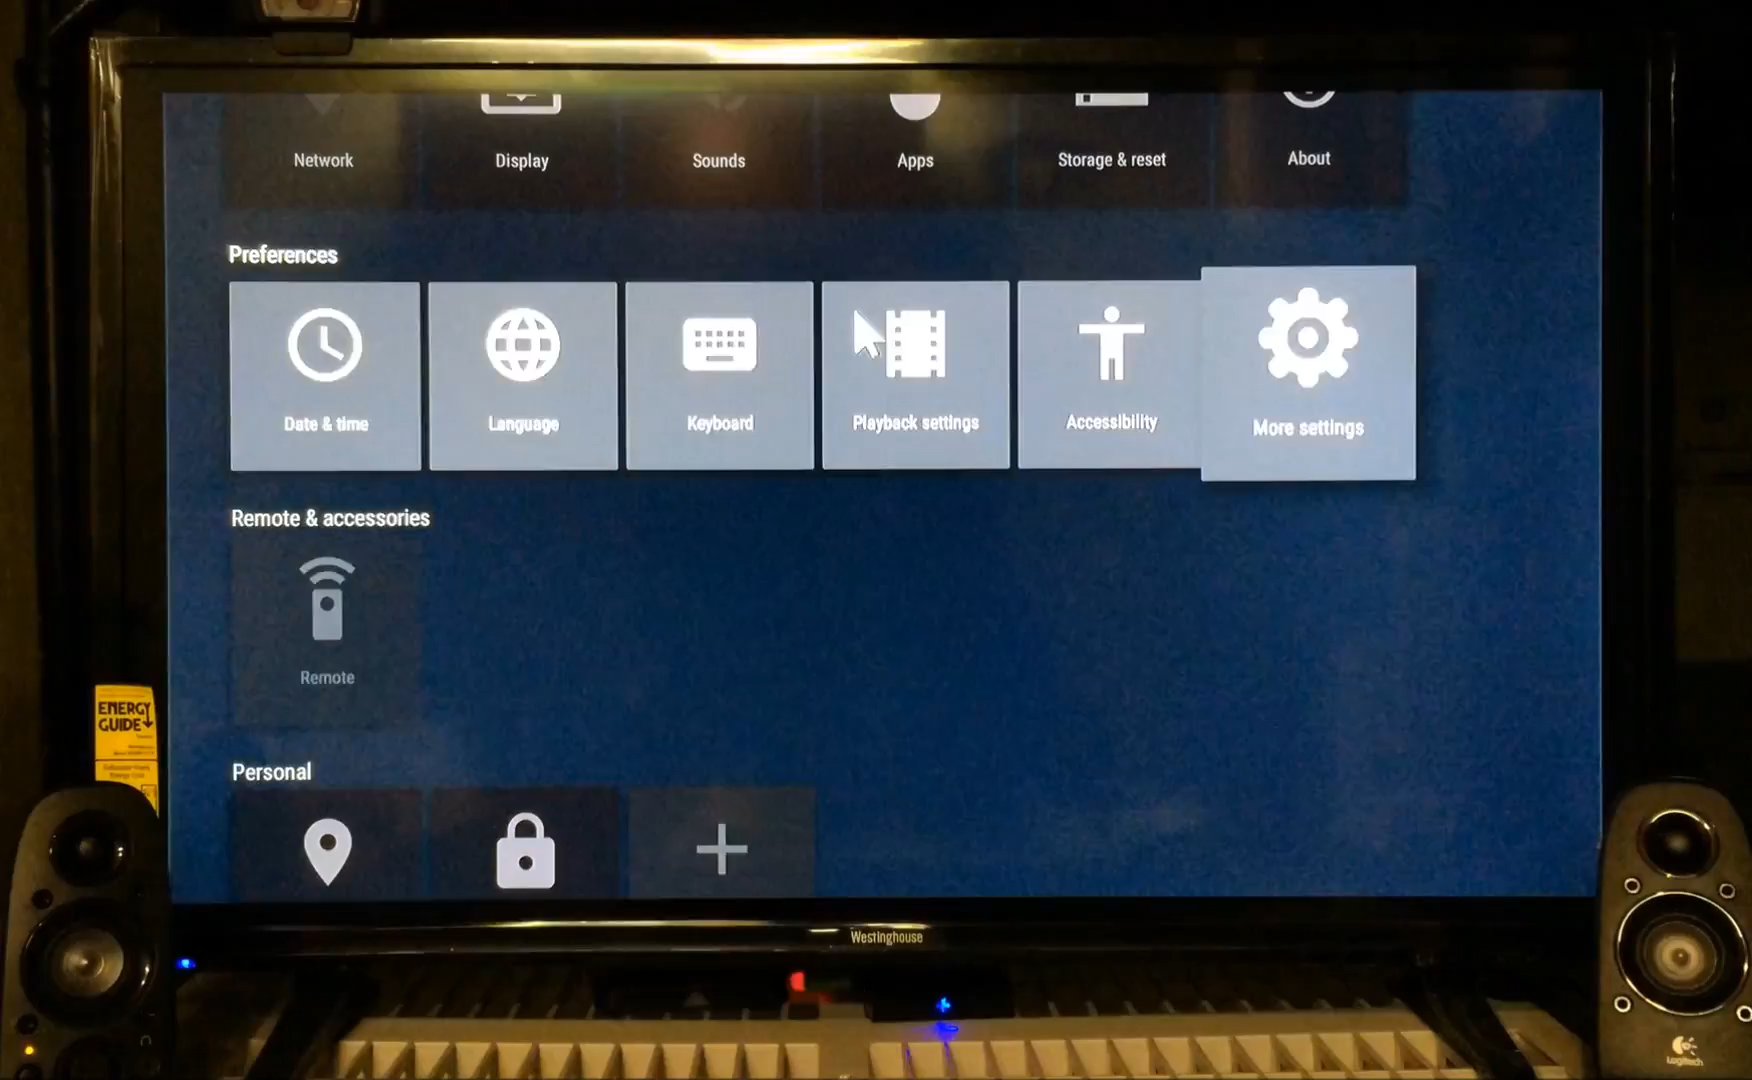 Network
Display
Sounds
Apps
Storage & reset
About
Preferences
Date & time
Language
Keyboard
Playback settings
Accessibility
More settings
Remote & accessories
Remote
Personal
ENERGY
GUIDE
Westinghouse
Logitech